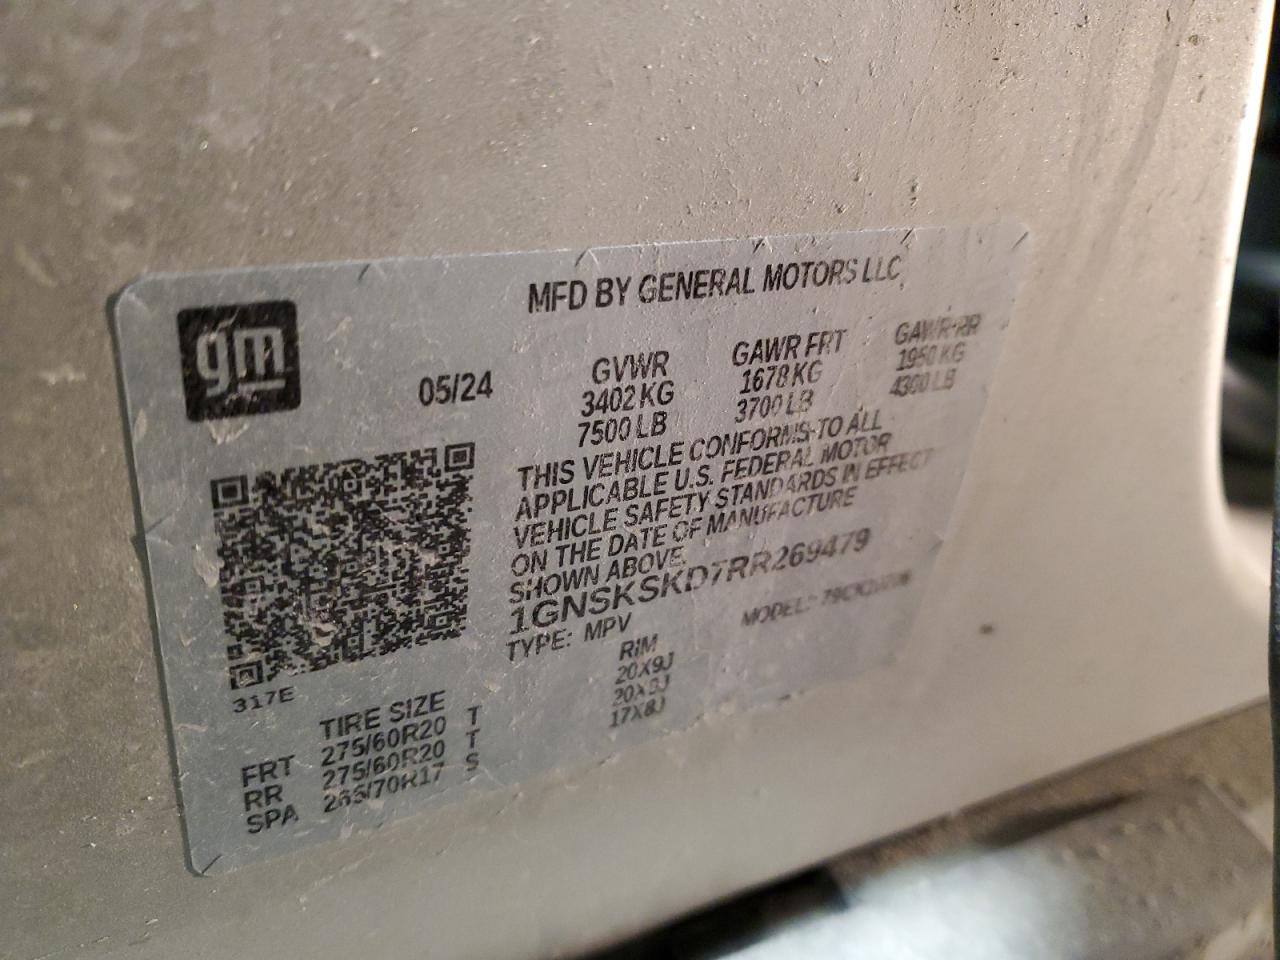 gm
MFD BY GENERAL MOTORS LLC
05/24
GVWR GAWR FRT GAWR RR
3402 KG 1678 KG 1950 KG
7500 LB 3700 LB 4300 LB
THIS VEHICLE CONFORMS TO ALL
APPLICABLE U.S. FEDERAL MOTOR
VEHICLE SAFETY STANDARDS IN EFFECT
ON THE DATE OF MANUFACTURE
SHOWN ABOVE.
1GNSKSKD7RR269479
TYPE: MPV MODEL:
317E
TIRE SIZE RIM
FRT 275/60R20 T 20X9J
RR 275/60R20 T 20X9J
SPA 265/70R17 S 17X8J